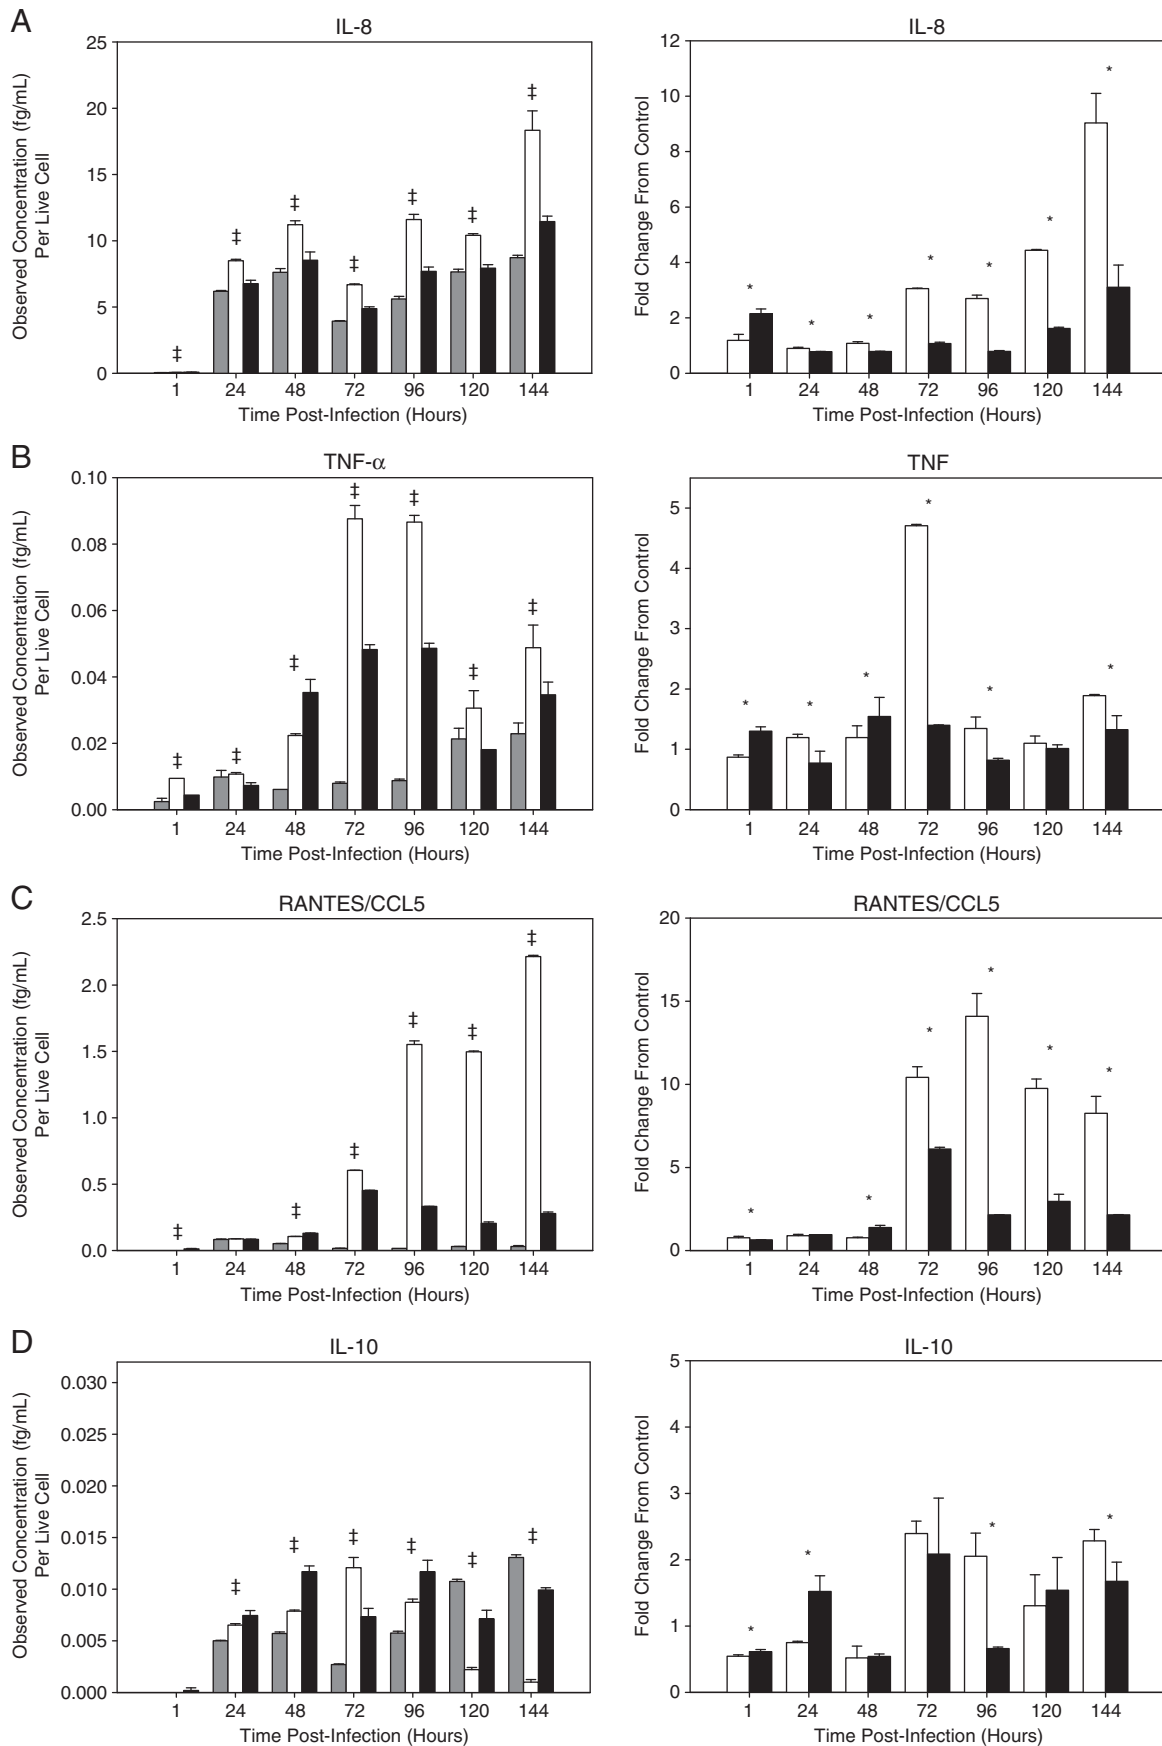 A
IL-8
Observed Concentration (fg/mL)
Per Live Cell
25
20
15
10
5
0
‡ ‡ ‡ ‡ ‡ ‡ ‡
1 24 48 72 96 120 144
Time Post-Infection (Hours)
IL-8
Fold Change From Control
12
10
8
6
4
2
0
* * * * * * *
1 24 48 72 96 120 144
Time Post-Infection (Hours)
B
TNF-α
Observed Concentration (fg/mL)
Per Live Cell
0.10
0.08
0.06
0.04
0.02
0.00
‡ ‡ ‡ ‡ ‡ ‡ ‡
1 24 48 72 96 120 144
Time Post-Infection (Hours)
TNF
Fold Change From Control
5
4
3
2
1
0
* * * * * *
1 24 48 72 96 120 144
Time Post-Infection (Hours)
C
RANTES/CCL5
Observed Concentration (fg/mL)
Per Live Cell
2.5
2.0
1.5
1.0
0.5
0.0
‡ ‡ ‡ ‡ ‡ ‡
1 24 48 72 96 120 144
Time Post-Infection (Hours)
RANTES/CCL5
Fold Change From Control
20
15
10
5
0
* * * * * *
1 24 48 72 96 120 144
Time Post-Infection (Hours)
D
IL-10
Observed Concentration (fg/mL)
Per Live Cell
0.030
0.025
0.020
0.015
0.010
0.005
0.000
‡ ‡ ‡ ‡ ‡ ‡
1 24 48 72 96 120 144
Time Post-Infection (Hours)
IL-10
Fold Change From Control
5
4
3
2
1
0
* * * *
1 24 48 72 96 120 144
Time Post-Infection (Hours)